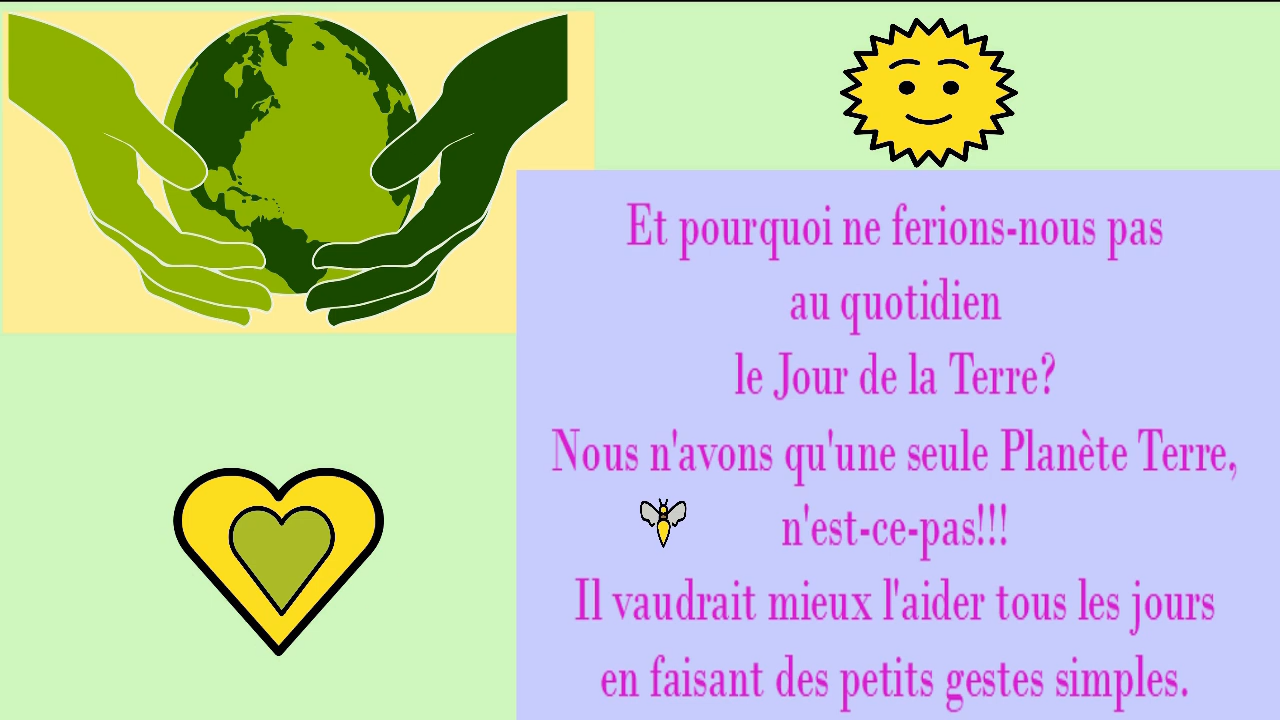 Et pourquoi ne ferions-nous pas
au quotidien
le Jour de la Terre?
Nous n'avons qu'une seule Planète Terre,
n'est-ce-pas!!!
Il vaudrait mieux l'aider tous les jours
en faisant des petits gestes simples.